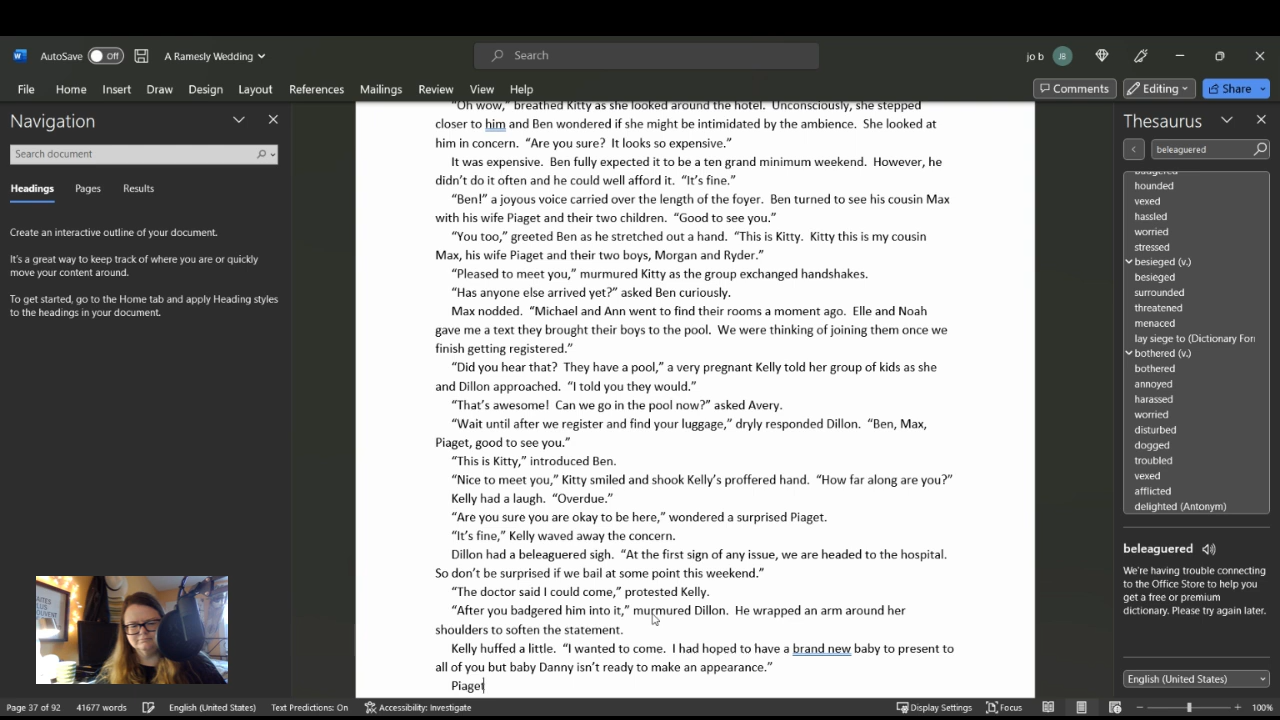 AutoSave Off A Ramesly Wedding Search jo b JB
File Home Insert Draw Design Layout References Mailings Review View Help Comments Editing Share
Navigation
Search document
Headings Pages Results
Create an interactive outline of your document.
It's a great way to keep track of where you are or quickly
move your content around.
To get started, go to the Home tab and apply Heading styles
to the headings in your document.
"Oh wow," breathed Kitty as she looked around the hotel. Unconsciously, she stepped
closer to him and Ben wondered if she might be intimidated by the ambience. She looked at
him in concern. "Are you sure? It looks so expensive."
It was expensive. Ben fully expected it to be a ten grand minimum weekend. However, he
didn't do it often and he could well afford it. "It's fine."
"Ben!" a joyous voice carried over the length of the foyer. Ben turned to see his cousin Max
with his wife Piaget and their two children. "Good to see you."
"You too," greeted Ben as he stretched out a hand. "This is Kitty. Kitty this is my cousin
Max, his wife Piaget and their two boys, Morgan and Ryder."
"Pleased to meet you," murmured Kitty as the group exchanged handshakes.
"Has anyone else arrived yet?" asked Ben curiously.
Max nodded. "Michael and Ann went to find their rooms a moment ago. Elle and Noah
gave me a text they brought their boys to the pool. We were thinking of joining them once we
finish getting registered."
"Did you hear that? They have a pool," a very pregnant Kelly told her group of kids as she
and Dillon approached. "I told you they would."
"That's awesome! Can we go in the pool now?" asked Avery.
"Wait until after we register and find your luggage," dryly responded Dillon. "Ben, Max,
Piaget, good to see you."
"This is Kitty," introduced Ben.
"Nice to meet you," Kitty smiled and shook Kelly's proffered hand. "How far along are you?"
Kelly had a laugh. "Overdue."
"Are you sure you are okay to be here," wondered a surprised Piaget.
"It's fine," Kelly waved away the concern.
Dillon had a beleaguered sigh. "At the first sign of any issue, we are headed to the hospital.
So don't be surprised if we bail at some point this weekend."
"The doctor said I could come," protested Kelly.
"After you badgered him into it," murmured Dillon. He wrapped an arm around her
shoulders to soften the statement.
Kelly huffed a little. "I wanted to come. I had hoped to have a brand new baby to present to
all of you but baby Danny isn't ready to make an appearance."
Piaget
Thesaurus
beleaguered
badgered
hounded
vexed
hassled
worried
stressed
besieged (v.)
besieged
surrounded
threatened
menaced
lay siege to (Dictionary For
bothered (v.)
bothered
annoyed
harassed
worried
disturbed
dogged
troubled
vexed
afflicted
delighted (Antonym)
beleaguered
We're having trouble connecting
to the Office Store to help you
get a free or premium
dictionary. Please try again later.
English (United States)
Page 37 of 92 41677 words English (United States) Text Predictions: On Accessibility: Investigate Display Settings Focus 100%